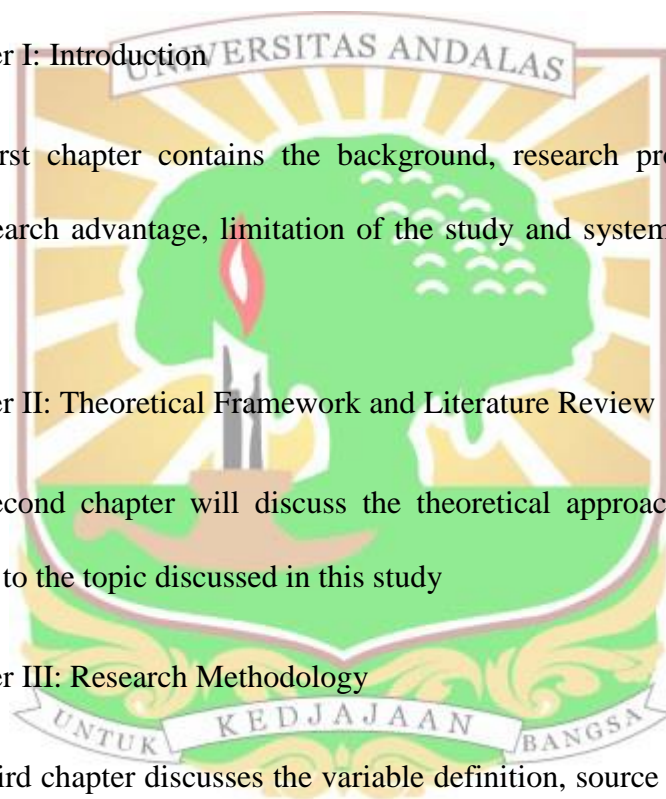 er I: Introduction
UNIVERSITAS ANDALAS
rst chapter contains the background, research pro
earch advantage, limitation of the study and system
er II: Theoretical Framework and Literature Review
econd chapter will discuss the theoretical approac
to the topic discussed in this study
er III: Research Methodology
UNTUK KEDJAJAAN BANGSA
ird chapter discusses the variable definition, source